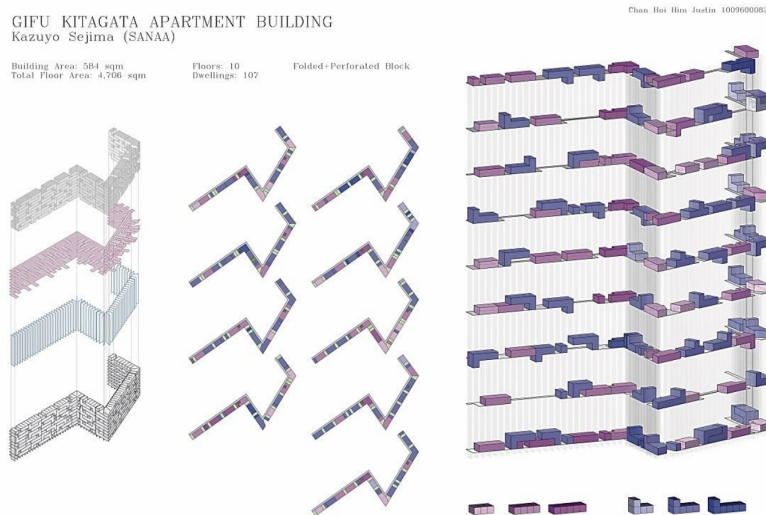 Chan Hoi Him Justin 1009600083
GIFU KITAGATA APARTMENT BUILDING
Kazuyo Sejima (SANAA)
Building Area: 584 sqm
Total Floor Area: 4,706 sqm
Floors: 10
Dwellings: 107
Folded+Perforated Block